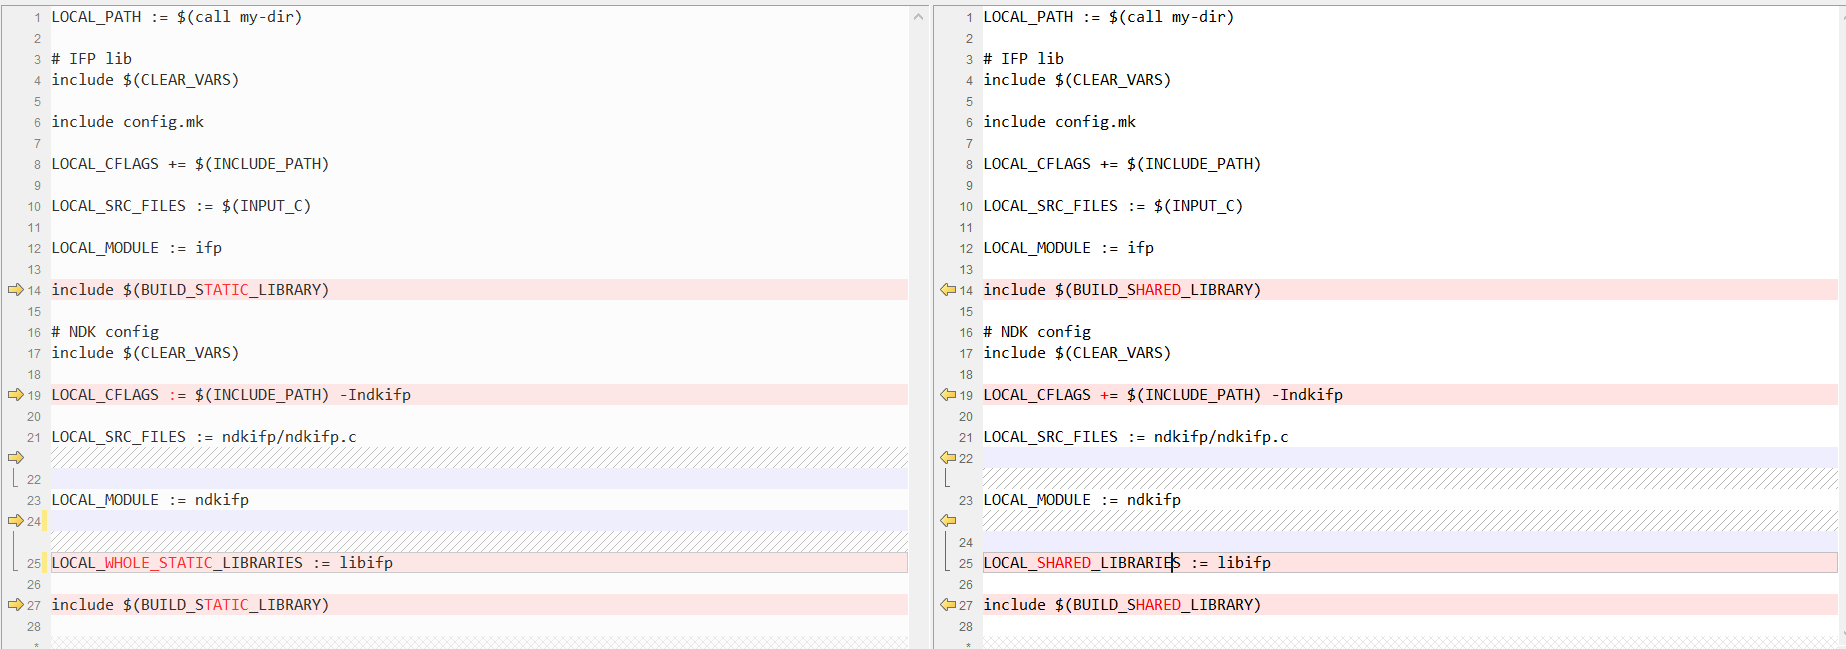 1 LOCAL_PATH := $(call my-dir)
2
3 # IFP lib
4 include $(CLEAR_VARS)
5
6 include config.mk
7
8 LOCAL_CFLAGS += $(INCLUDE_PATH)
9
10 LOCAL_SRC_FILES := $(INPUT_C)
11
12 LOCAL_MODULE := ifp
13
14 include $(BUILD_STATIC_LIBRARY)
15
16 # NDK config
17 include $(CLEAR_VARS)
18
19 LOCAL_CFLAGS := $(INCLUDE_PATH) -Indkifp
20
21 LOCAL_SRC_FILES := ndkifp/ndkifp.c
22
23 LOCAL_MODULE := ndkifp
24
25 LOCAL_WHOLE_STATIC_LIBRARIES := libifp
26
27 include $(BUILD_STATIC_LIBRARY)
28
*
1 LOCAL_PATH := $(call my-dir)
2
3 # IFP lib
4 include $(CLEAR_VARS)
5
6 include config.mk
7
8 LOCAL_CFLAGS += $(INCLUDE_PATH)
9
10 LOCAL_SRC_FILES := $(INPUT_C)
11
12 LOCAL_MODULE := ifp
13
14 include $(BUILD_SHARED_LIBRARY)
15
16 # NDK config
17 include $(CLEAR_VARS)
18
19 LOCAL_CFLAGS += $(INCLUDE_PATH) -Indkifp
20
21 LOCAL_SRC_FILES := ndkifp/ndkifp.c
22
23 LOCAL_MODULE := ndkifp
24
25 LOCAL_SHARED_LIBRARIES := libifp
26
27 include $(BUILD_SHARED_LIBRARY)
28
*